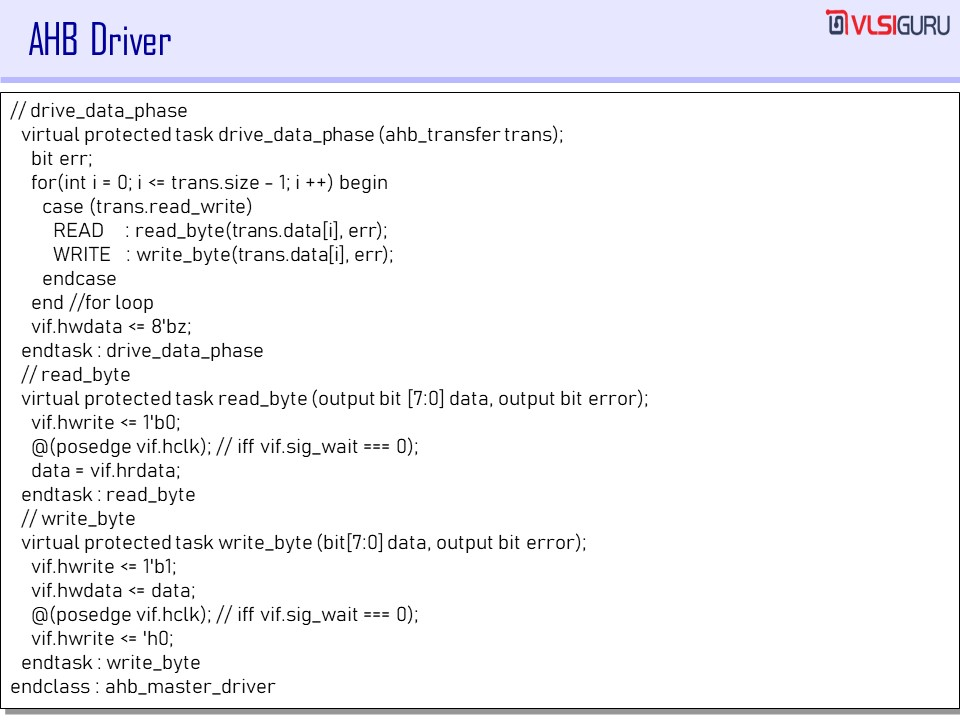 AHB Driver
VLSIGURU
// drive_data_phase
virtual protected task drive_data_phase (ahb_transfer trans);
bit err;
for(int i = 0; i <= trans.size - 1; i ++) begin
case (trans.read_write)
READ : read_byte(trans.data[i], err);
WRITE : write_byte(trans.data[i], err);
endcase
end //for loop
vif.hwdata <= 8'bz;
endtask : drive_data_phase
// read_byte
virtual protected task read_byte (output bit [7:0] data, output bit error);
vif.hwrite <= 1'b0;
@(posedge vif.hclk); // iff vif.sig_wait === 0);
data = vif.hrdata;
endtask : read_byte
// write_byte
virtual protected task write_byte (bit[7:0] data, output bit error);
vif.hwrite <= 1'b1;
vif.hwdata <= data;
@(posedge vif.hclk); // iff vif.sig_wait === 0);
vif.hwrite <= 'h0;
endtask : write_byte
endclass : ahb_master_driver